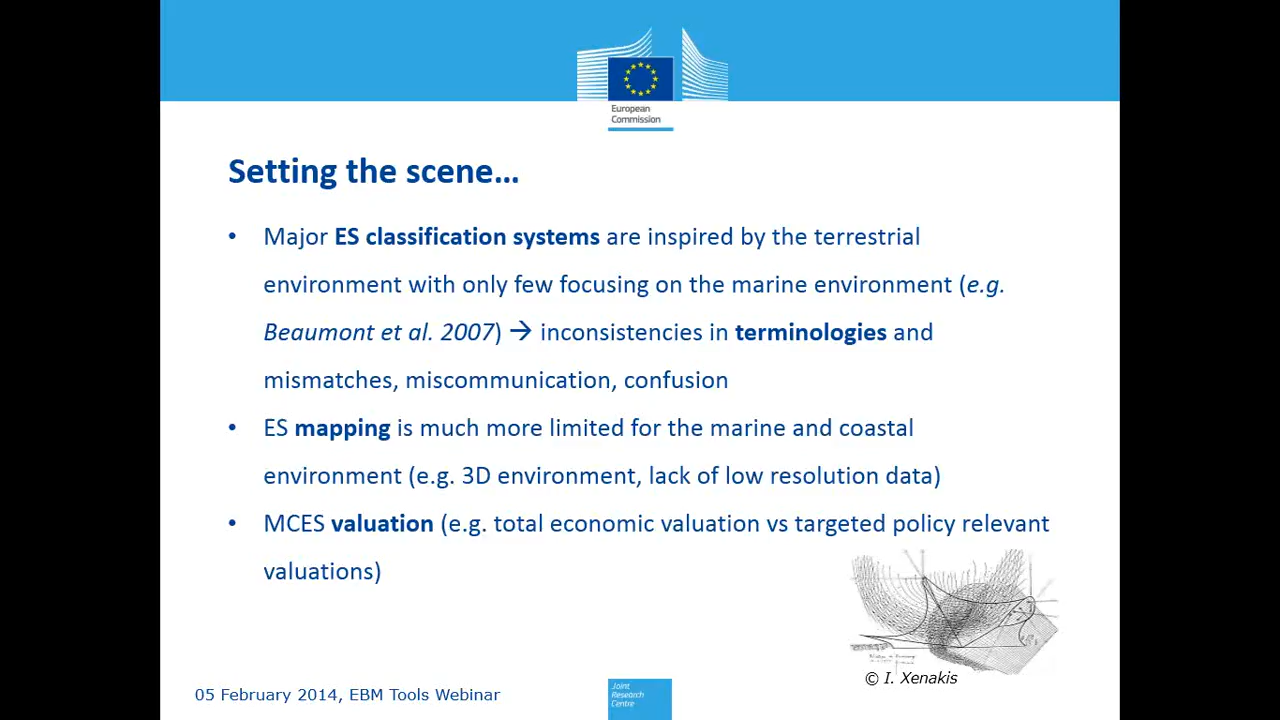 European
Commission
Setting the scene…
• Major ES classification systems are inspired by the terrestrial
environment with only few focusing on the marine environment (e.g.
Beaumont et al. 2007) → inconsistencies in terminologies and
mismatches, miscommunication, confusion
• ES mapping is much more limited for the marine and coastal
environment (e.g. 3D environment, lack of low resolution data)
• MCES valuation (e.g. total economic valuation vs targeted policy relevant
valuations)
© I. Xenakis
05 February 2014, EBM Tools Webinar
Joint
Research
Centre